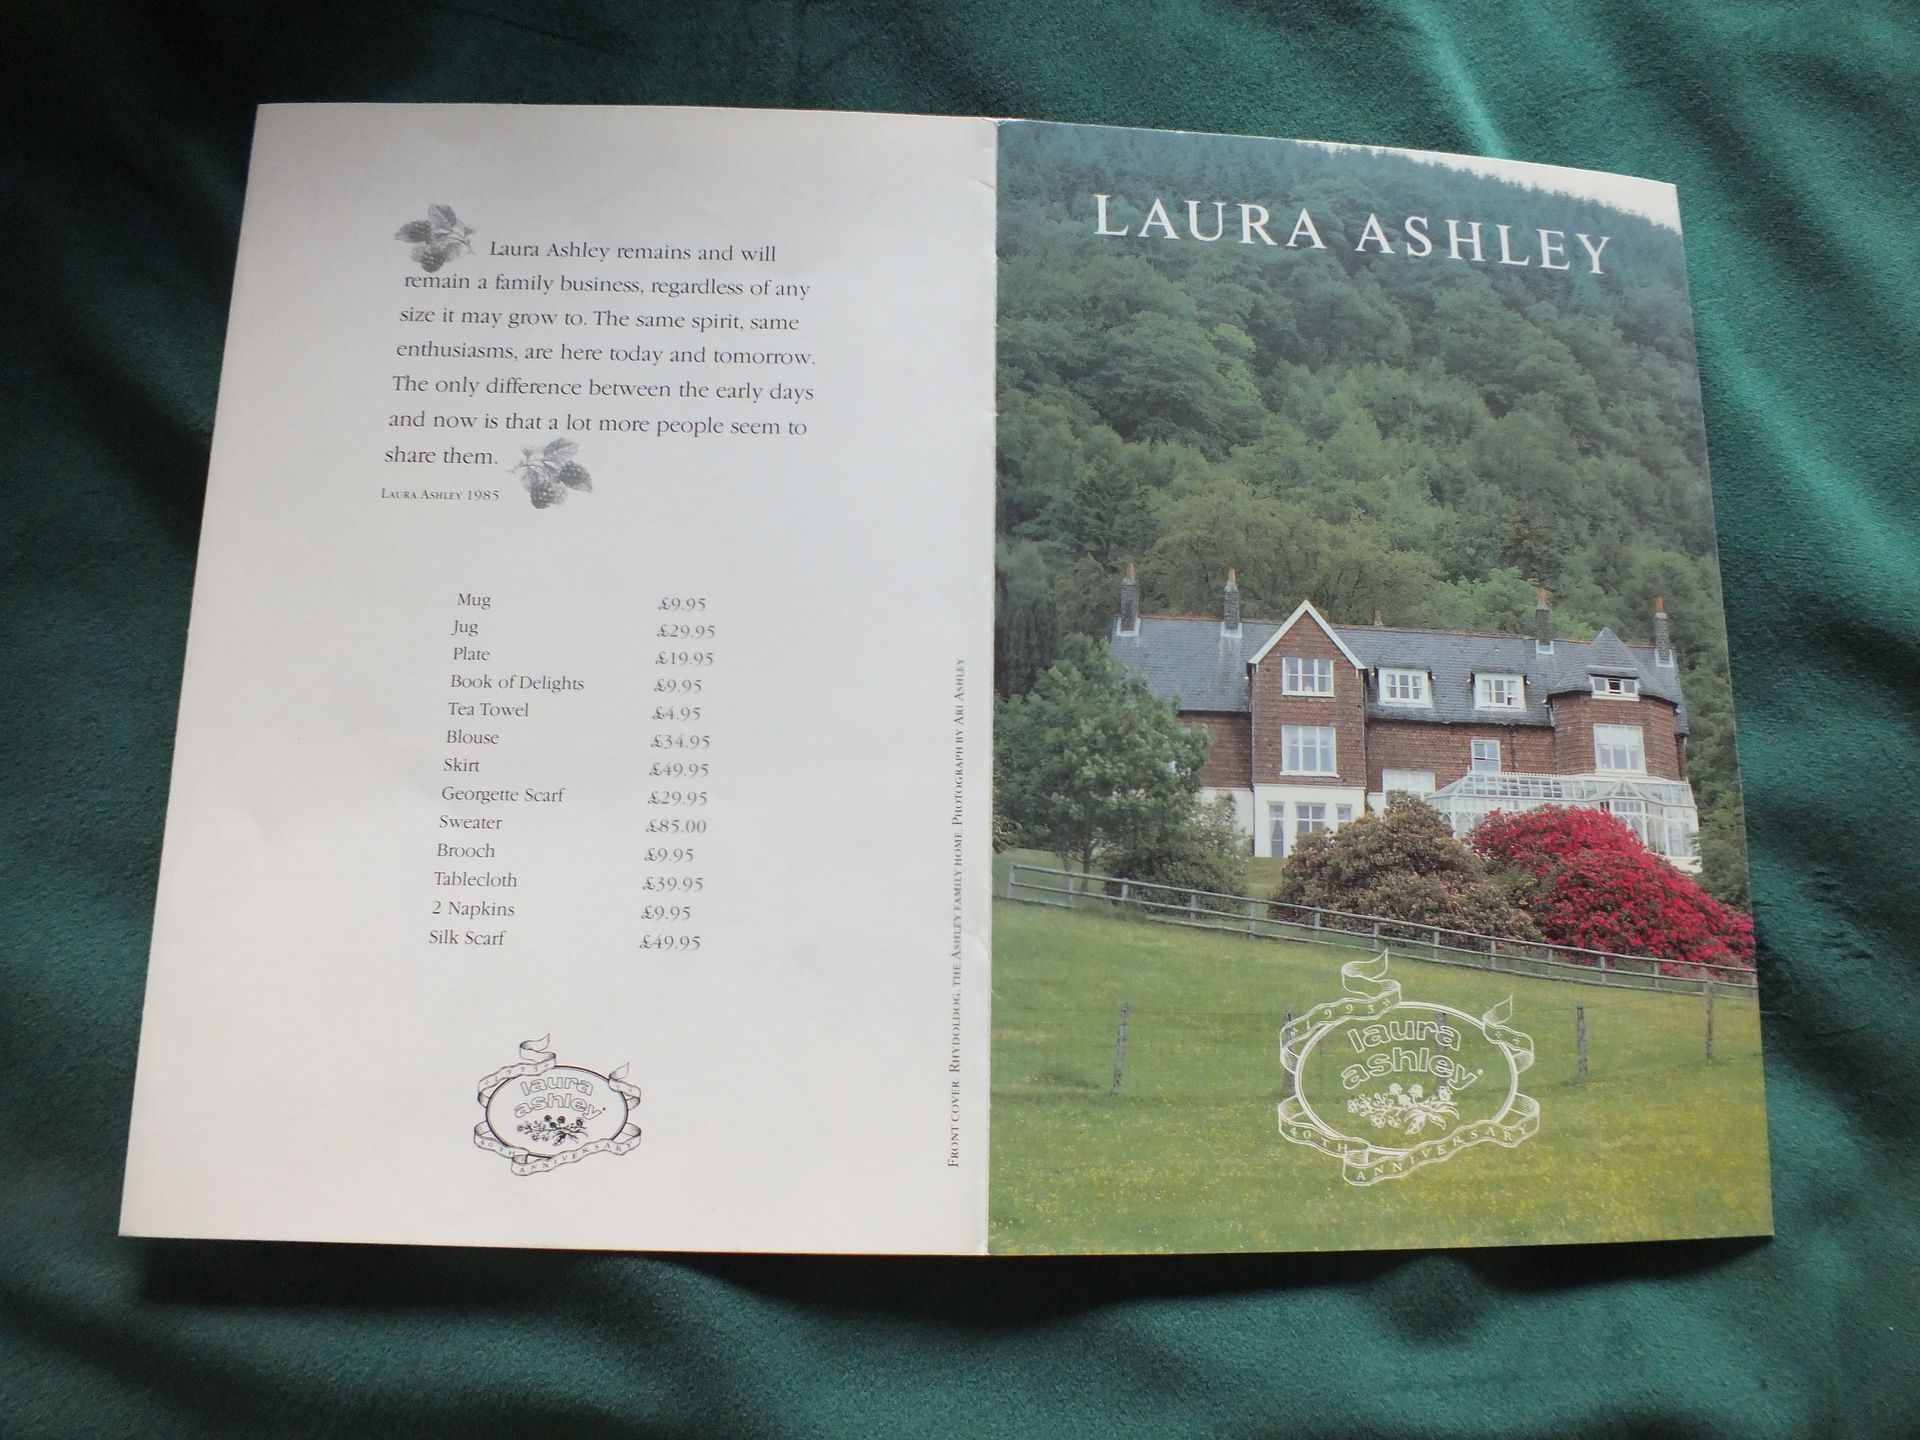 Laura Ashley remains and will
remain a family business, regardless of any
size it may grow to. The same spirit, same
enthusiasms, are here today and tomorrow.
The only difference between the early days
and now is that a lot more people seem to
share them.
LAURA ASHLEY 1985
Mug £9.95
Jug £29.95
Plate £19.95
Book of Delights £9.95
Tea Towel £4.95
Blouse £34.95
Skirt £49.95
Georgette Scarf £29.95
Sweater £85.00
Brooch £9.95
Tablecloth £39.95
2 Napkins £9.95
Silk Scarf £49.95
1993
laura
ashley
40TH ANNIVERSARY
FRONT COVER: RHYDOLDOG, THE ASHLEY FAMILY HOME. PHOTOGRAPH BY ARI ASHLEY
LAURA ASHLEY
1993
laura
ashley
40TH ANNIVERSARY